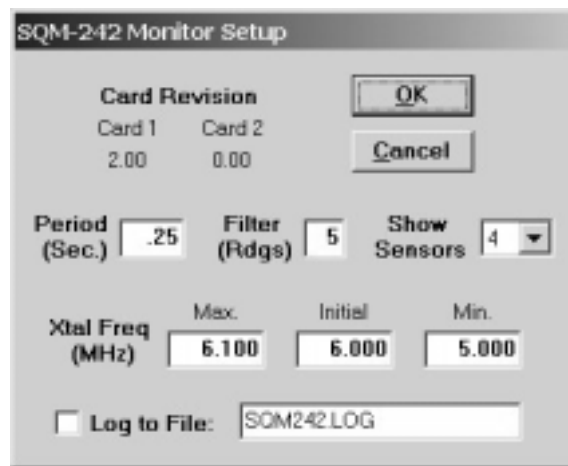 SQM-242 Monitor Setup
Card Revision
Card 1 Card 2
2.00 0.00
OK
Cancel
Period (Sec.) .25
Filter (Rdgs) 5
Show Sensors 4
Max. Initial Min.
Xtal Freq (MHz) 6.100 6.000 5.000
Log to File: SQM242.LOG